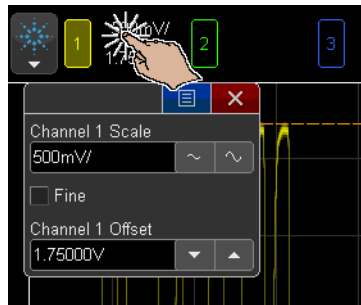 1
2
3
Channel 1 Scale
500mV/
Fine
Channel 1 Offset
1.75000V